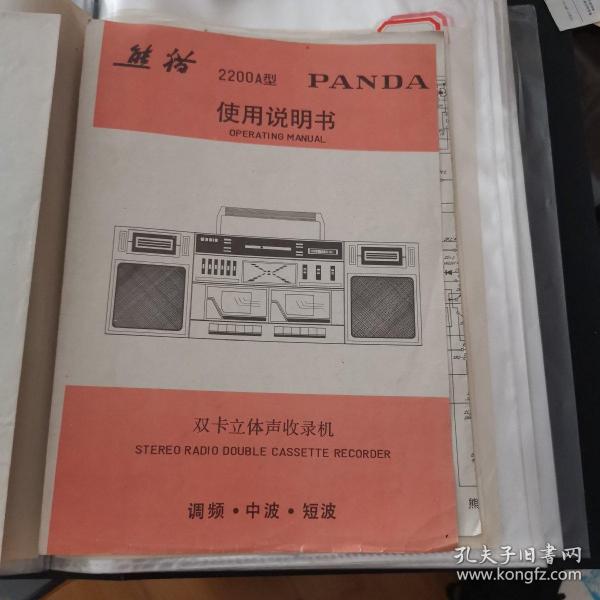 熊猫 2200A型 PANDA
使用说明书
OPERATING MANUAL
双卡立体声收录机
STEREO RADIO DOUBLE CASSETTE RECORDER
调频·中波·短波
熊
孔夫子旧书网
www.kongfz.com